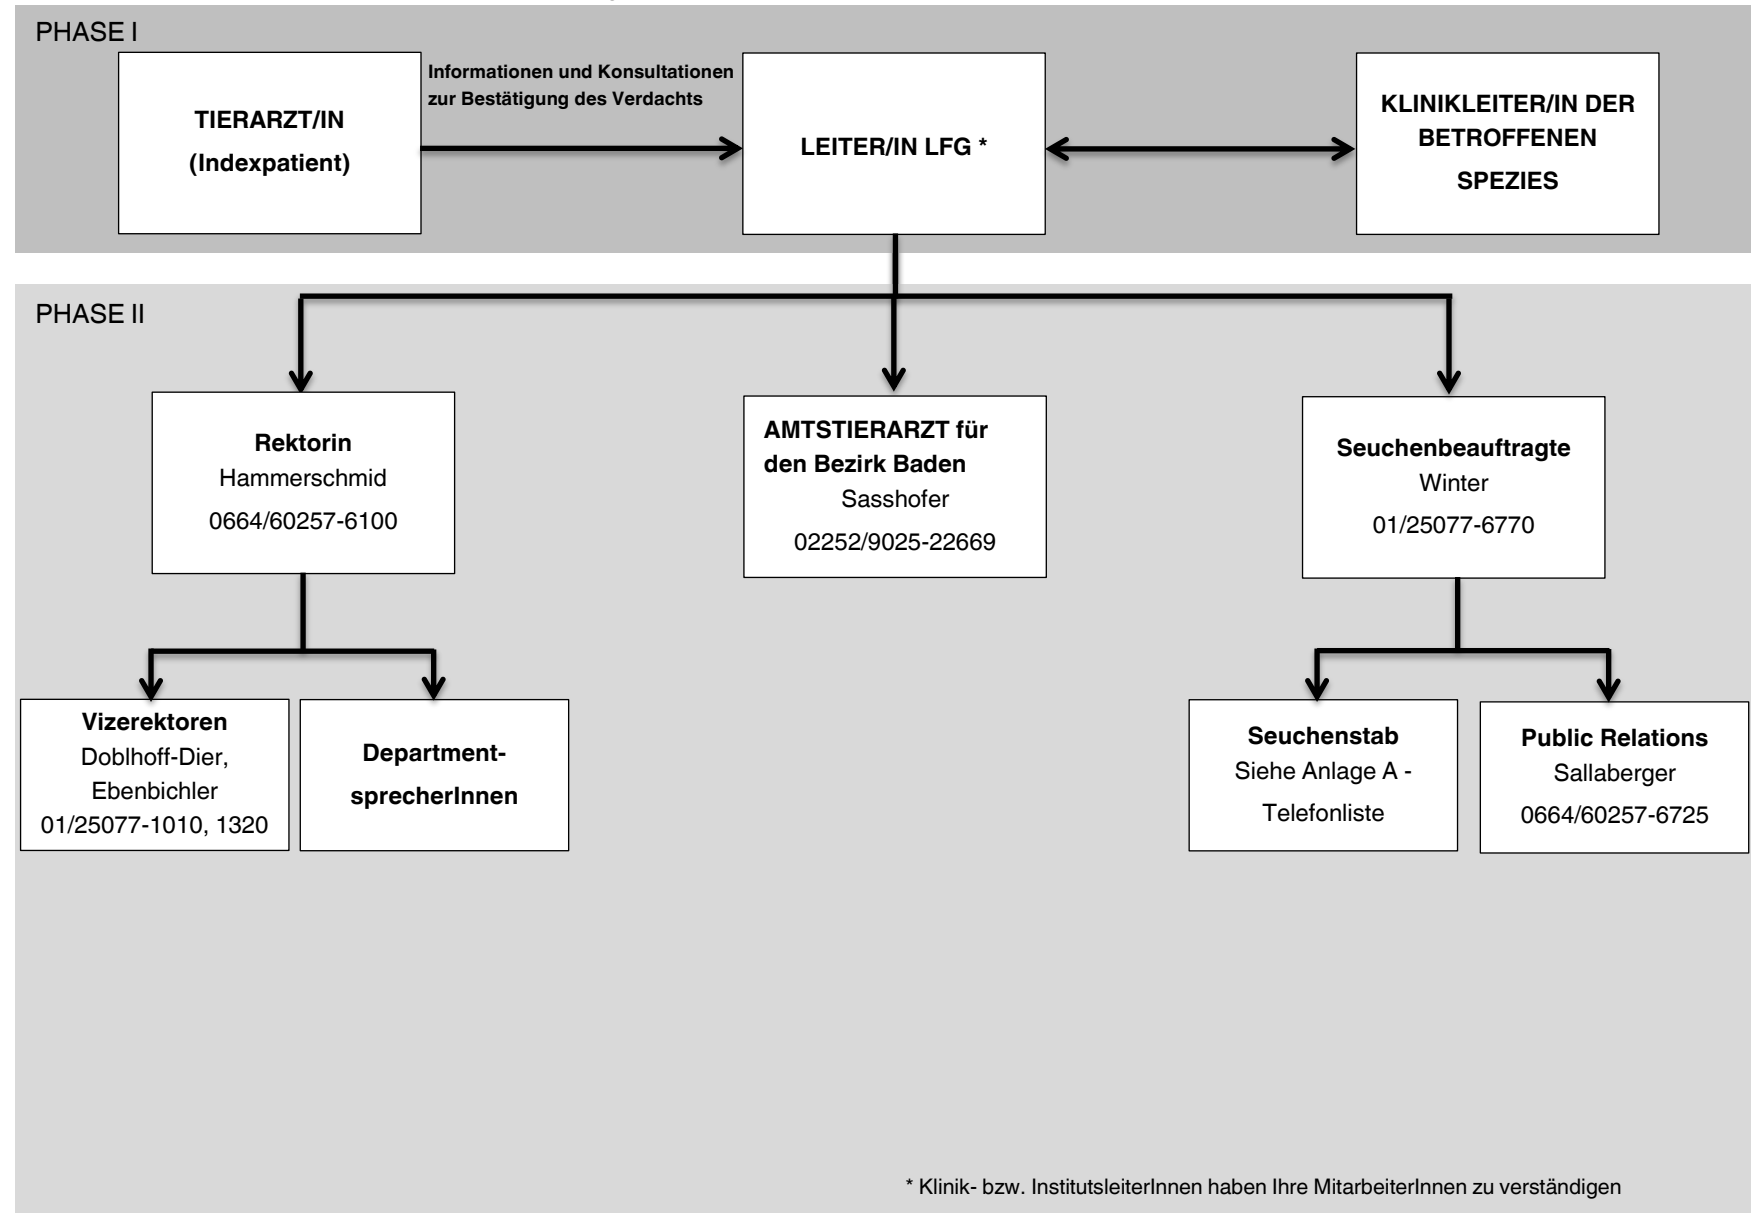 PHASE I
TIERARZT/IN
(Indexpatient)
Informationen und Konsultationen
zur Bestätigung des Verdachts
LEITER/IN LFG *
KLINIKLEITER/IN DER
BETROFFENEN
SPEZIES
PHASE II
Rektorin
Hammerschmid
0664/60257-6100
AMTSTIERARZT für
den Bezirk Baden
Sasshofer
02252/9025-22669
Seuchenbeauftragte
Winter
01/25077-6770
Vizerektoren
Doblhoff-Dier,
Ebenbichler
01/25077-1010, 1320
Department-
sprecherInnen
Seuchenstab
Siehe Anlage A -
Telefonliste
Public Relations
Sallaberger
0664/60257-6725
* Klinik- bzw. InstitutsleiterInnen haben Ihre MitarbeiterInnen zu verständigen